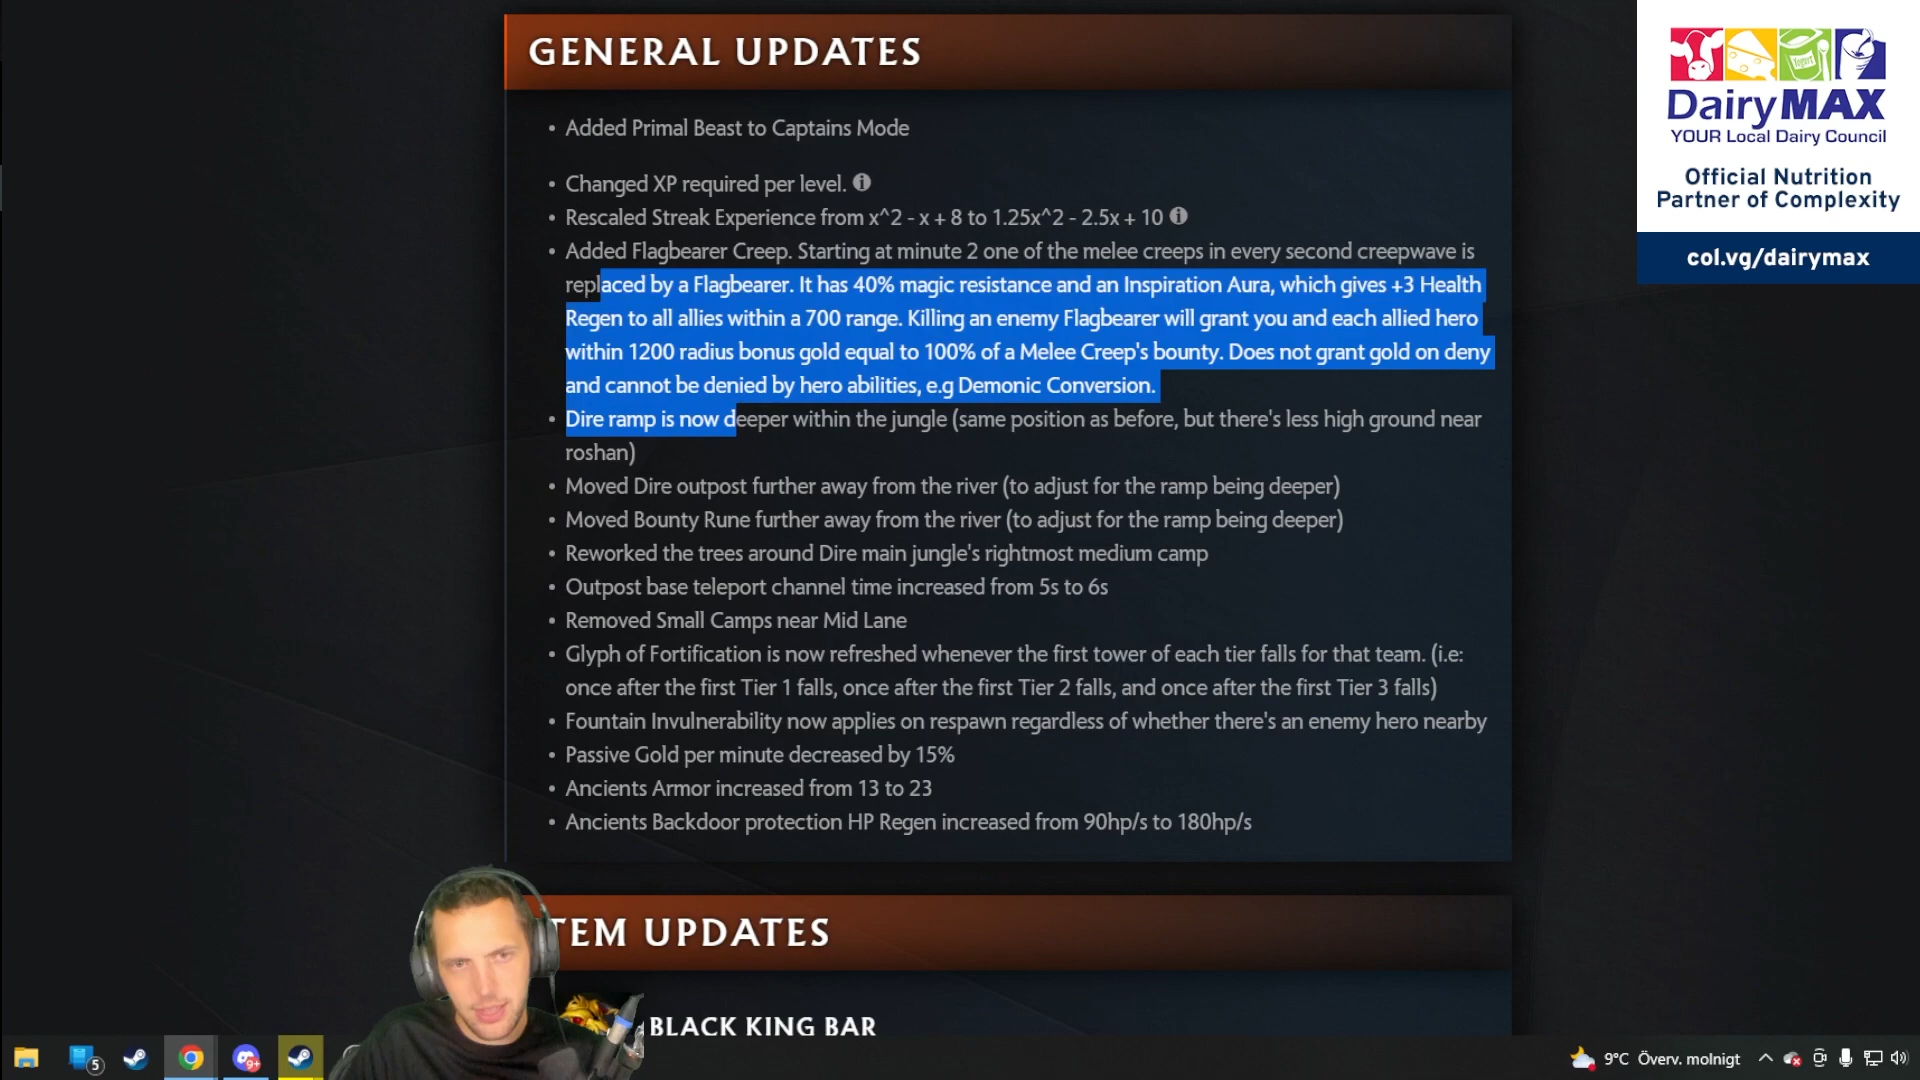 GENERAL UPDATES
• Added Primal Beast to Captains Mode
• Changed XP required per level.
• Rescaled Streak Experience from x^2 - x + 8 to 1.25x^2 - 2.5x + 10
• Added Flagbearer Creep. Starting at minute 2 one of the melee creeps in every second creepwave is
replaced by a Flagbearer. It has 40% magic resistance and an Inspiration Aura, which gives +3 Health
Regen to all allies within a 700 range. Killing an enemy Flagbearer will grant you and each allied hero
within 1200 radius bonus gold equal to 100% of a Melee Creep's bounty. Does not grant gold on deny
and cannot be denied by hero abilities, e.g Demonic Conversion.
• Dire ramp is now deeper within the jungle (same position as before, but there's less high ground near
roshan)
• Moved Dire outpost further away from the river (to adjust for the ramp being deeper)
• Moved Bounty Rune further away from the river (to adjust for the ramp being deeper)
• Reworked the trees around Dire main jungle's rightmost medium camp
• Outpost base teleport channel time increased from 5s to 6s
• Removed Small Camps near Mid Lane
• Glyph of Fortification is now refreshed whenever the first tower of each tier falls for that team. (i.e:
once after the first Tier 1 falls, once after the first Tier 2 falls, and once after the first Tier 3 falls)
• Fountain Invulnerability now applies on respawn regardless of whether there's an enemy hero nearby
• Passive Gold per minute decreased by 15%
• Ancients Armor increased from 13 to 23
• Ancients Backdoor protection HP Regen increased from 90hp/s to 180hp/s
TEM UPDATES
BLACK KING BAR
Yogurt
DairyMAX
YOUR Local Dairy Council
Official Nutrition
Partner of Complexity
col.vg/dairymax
5
9+
9°C Överv. molnigt